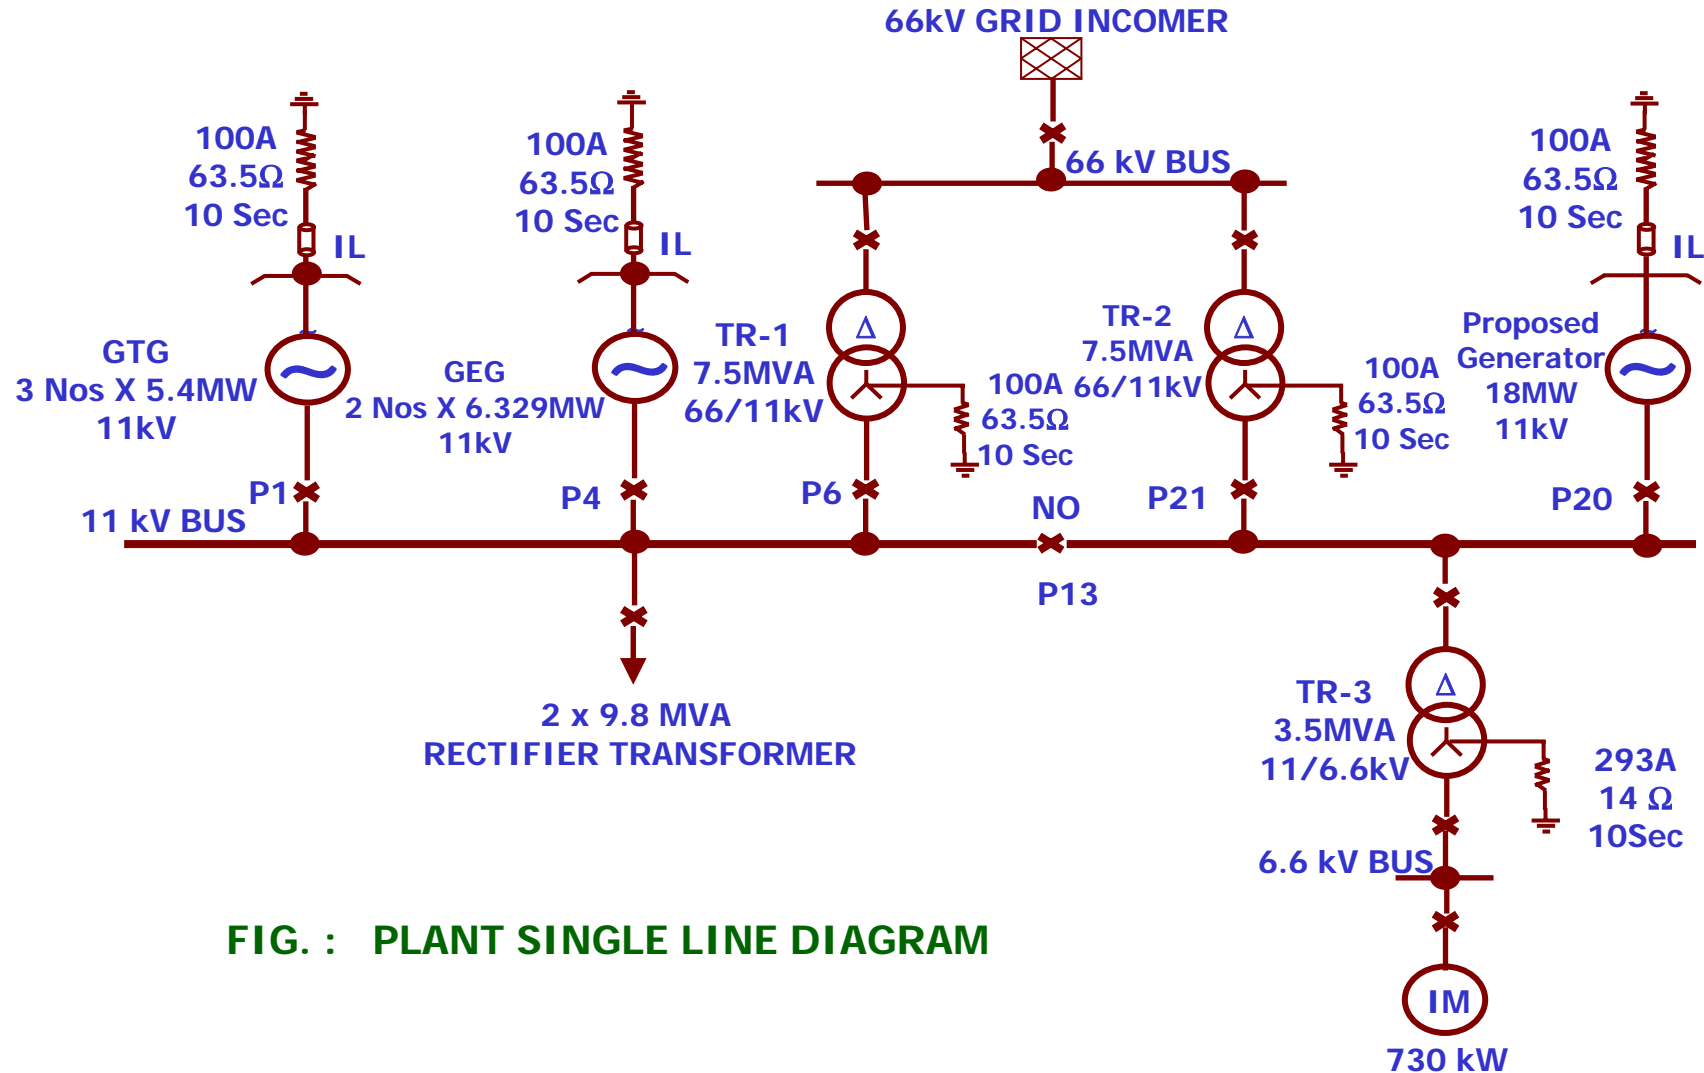 66kV GRID INCOMER
100A
63.5Ω
10 Sec
IL
100A
63.5Ω
10 Sec
IL
66 kV BUS
100A
63.5Ω
10 Sec
IL
GTG
3 Nos X 5.4MW
11kV
GEG
2 Nos X 6.329MW
11kV
TR-1
7.5MVA
66/11kV
Δ
100A
63.5Ω
10 Sec
TR-2
7.5MVA
66/11kV
Δ
100A
63.5Ω
10 Sec
Proposed
Generator
18MW
11kV
P1
P4
P6
NO
P21
P20
11 kV BUS
P13
2 x 9.8 MVA
RECTIFIER TRANSFORMER
TR-3
3.5MVA
11/6.6kV
Δ
293A
14 Ω
10Sec
6.6 kV BUS
FIG. : PLANT SINGLE LINE DIAGRAM
IM
730 kW